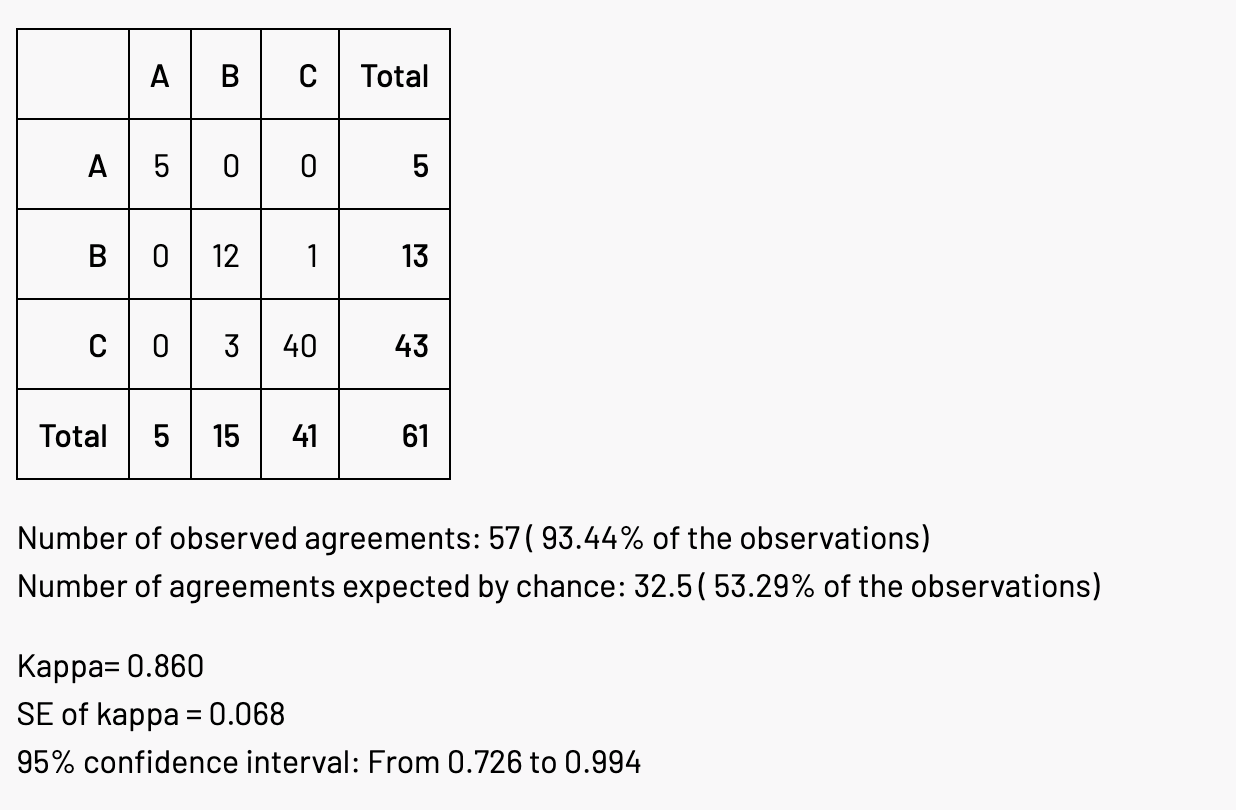 A B C Total
A 5 0 0 5
B 0 12 1 13
C 0 3 40 43
Total 5 15 41 61
Number of observed agreements: 57 ( 93.44% of the observations)
Number of agreements expected by chance: 32.5 ( 53.29% of the observations)
Kappa= 0.860
SE of kappa = 0.068
95% confidence interval: From 0.726 to 0.994